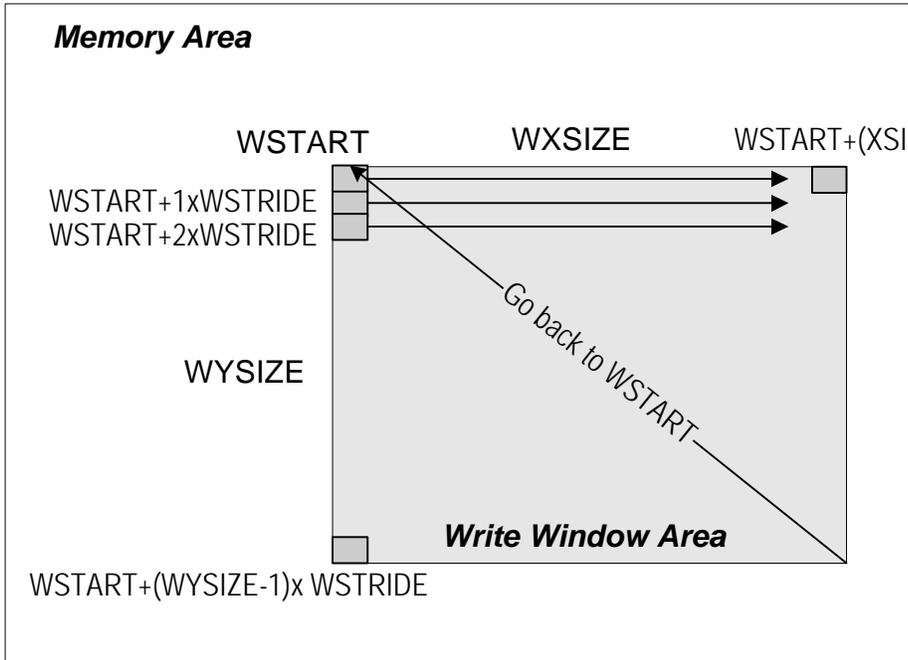 Memory Area
WSTART WXSIZE WSTART+(XSI
WSTART+1xWSTRIDE
WSTART+2xWSTRIDE
Go back to WSTART
WYSIZE
Write Window Area
WSTART+(WYSIZE-1)x WSTRIDE